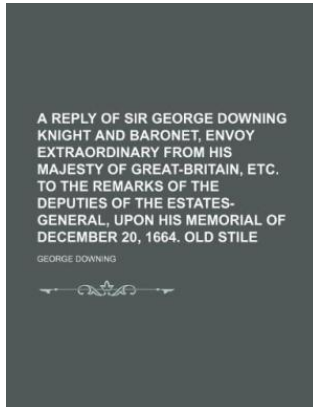 A REPLY OF SIR GEORGE DOWNING
KNIGHT AND BARONET, ENVOY
EXTRAORDINARY FROM HIS
MAJESTY OF GREAT-BRITAIN, ETC.
TO THE REMARKS OF THE
DEPUTIES OF THE ESTATES-
GENERAL, UPON HIS MEMORIAL OF
DECEMBER 20, 1664. OLD STILE
GEORGE DOWNING